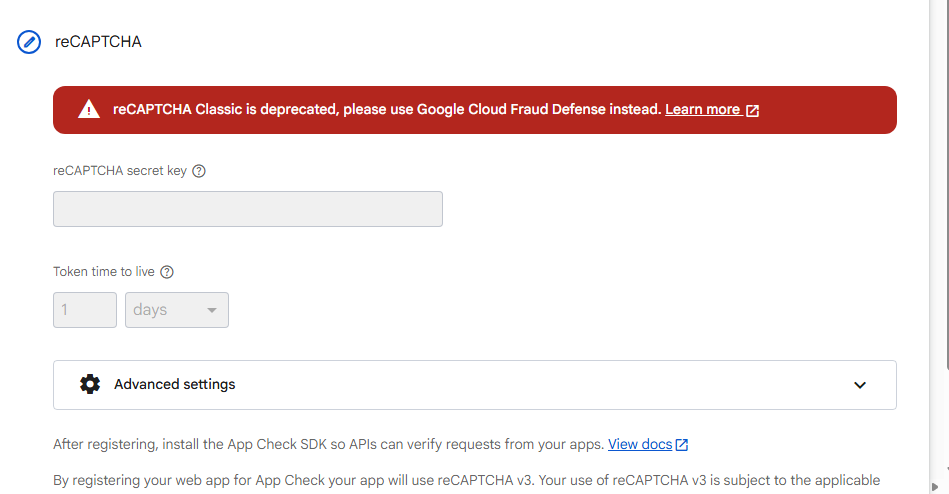 reCAPTCHA
reCAPTCHA Classic is deprecated, please use Google Cloud Fraud Defense instead. Learn more
reCAPTCHA secret key
Token time to live
1 days
Advanced settings
After registering, install the App Check SDK so APIs can verify requests from your apps. View docs
By registering your web app for App Check your app will use reCAPTCHA v3. Your use of reCAPTCHA v3 is subject to the applicable